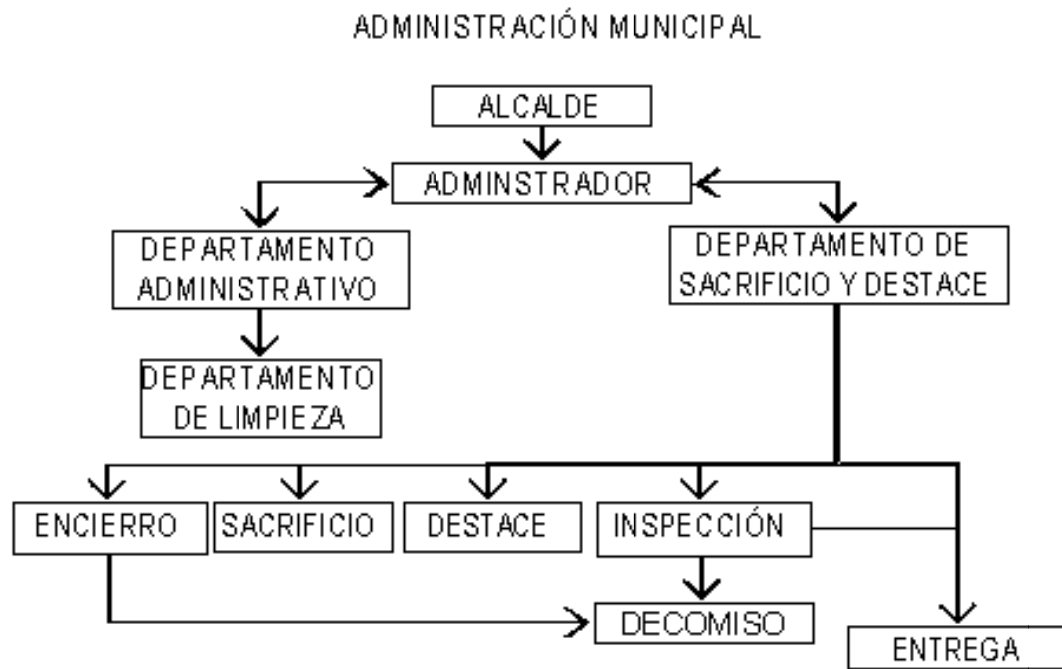 ADMINISTRACIÓN MUNICIPAL
ALCALDE
ADMINSTRADOR
DEPARTAMENTO
ADMINISTRATIVO
DEPARTAMENTO DE
SACRIFICIO Y DESTACE
DEPARTAMENTO
DE LIMPIEZA
ENCIERRO
SACRIFICIO
DESTACE
INSPECCIÓN
DECOMISO
ENTREGA